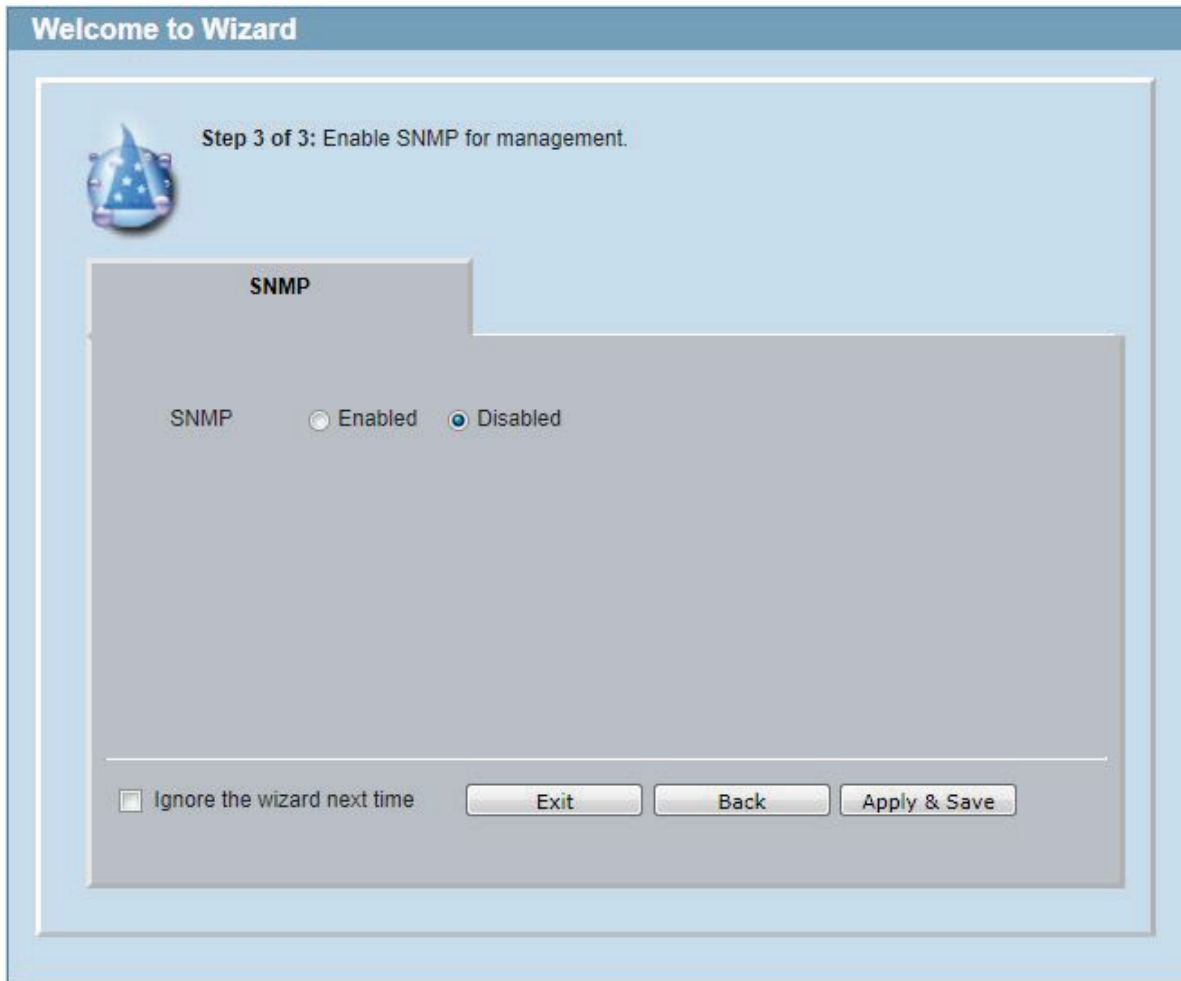 Welcome to Wizard
Step 3 of 3: Enable SNMP for management.
SNMP
SNMP Enabled Disabled
Ignore the wizard next time Exit Back Apply & Save